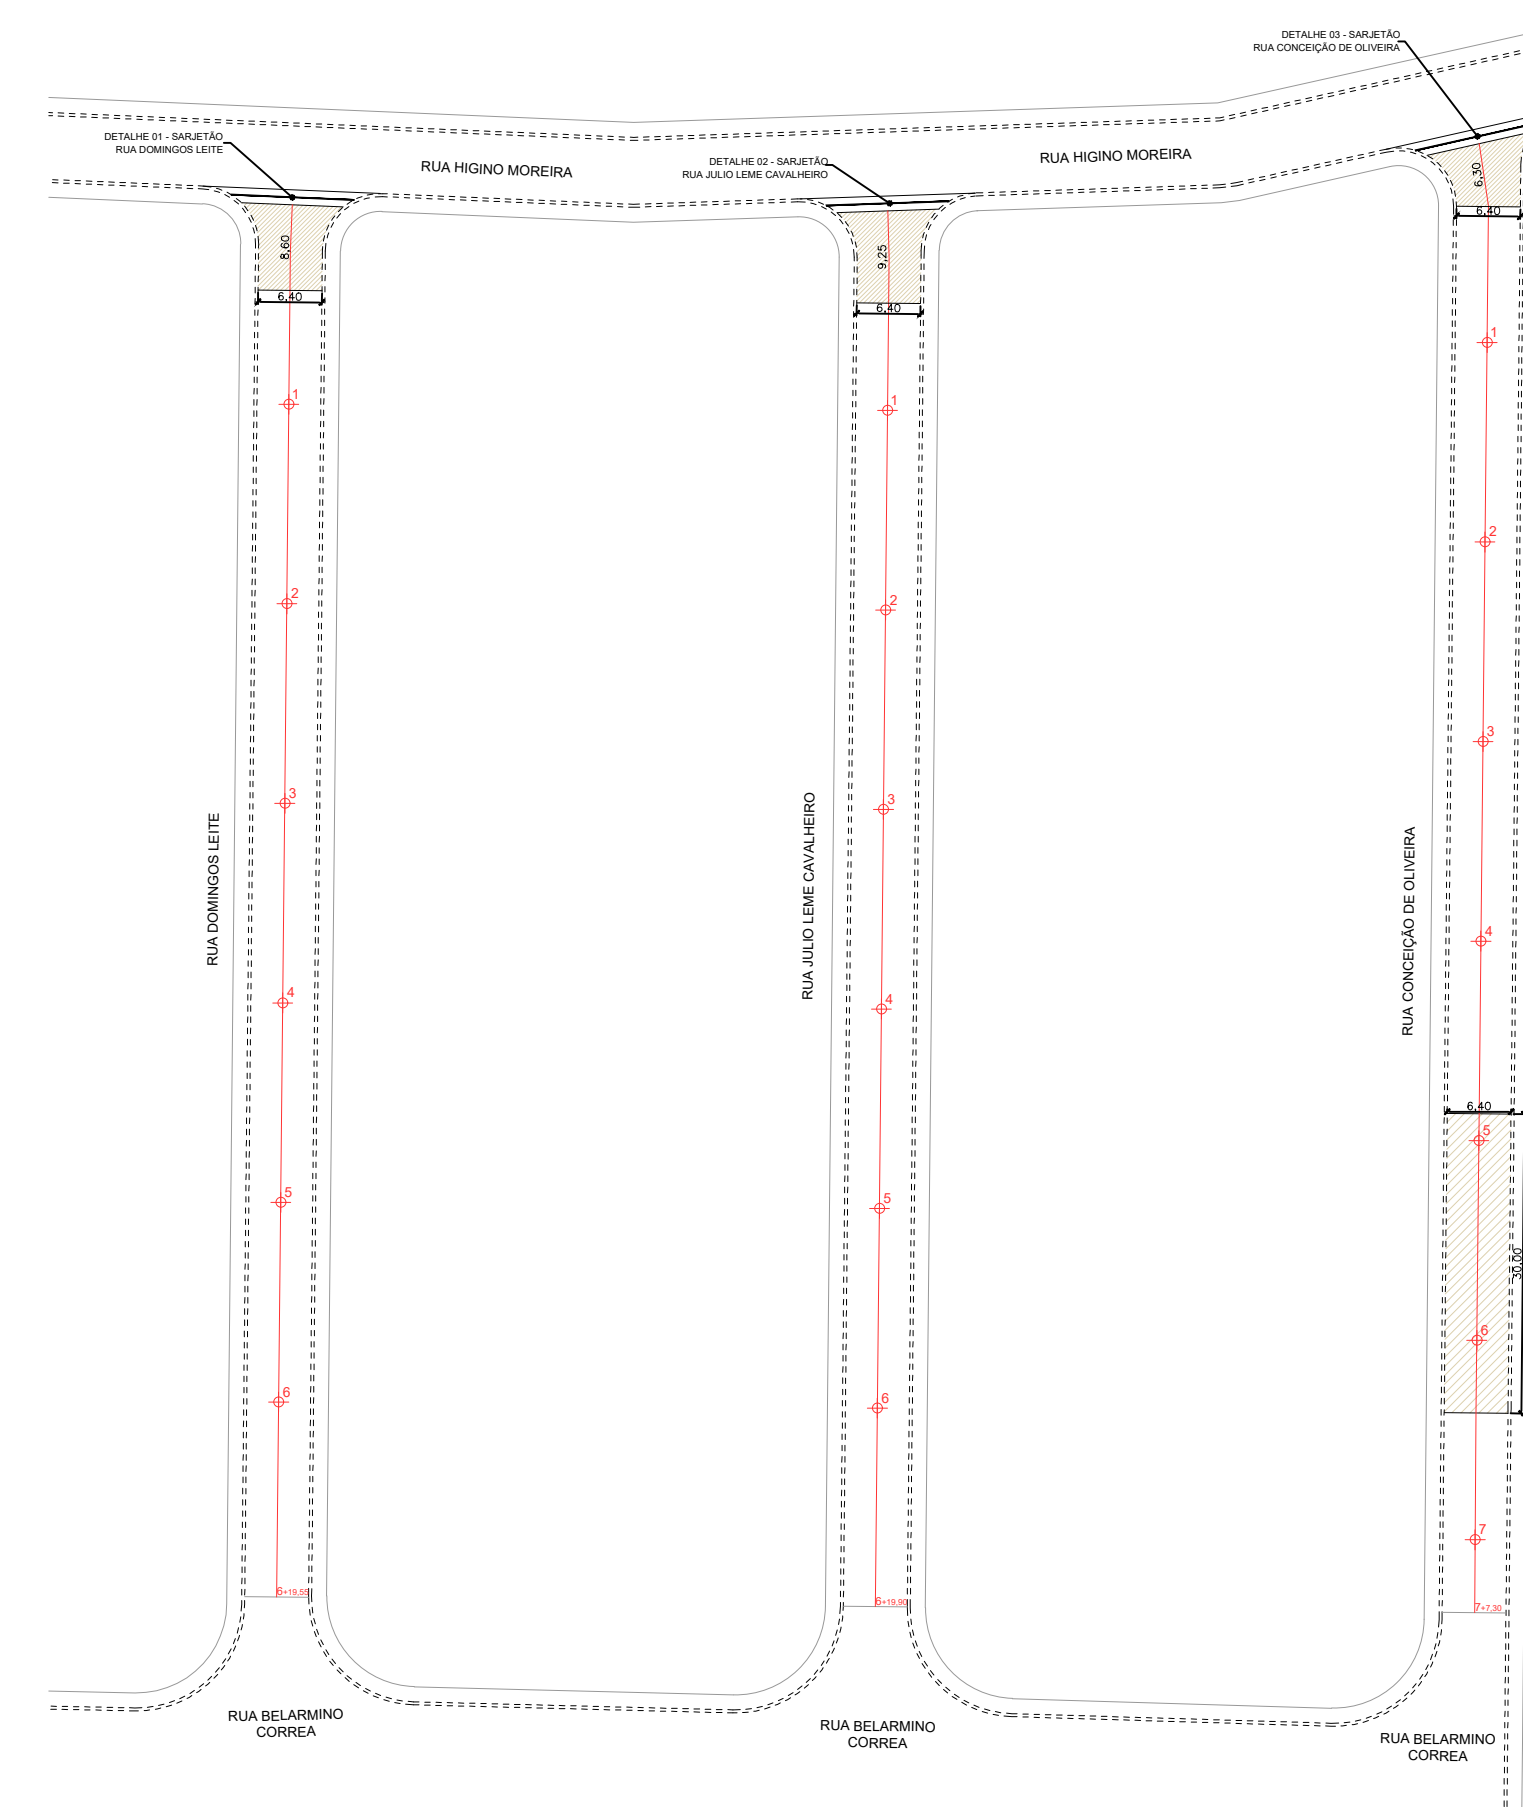 DETALHE 03 - SARJETÃO
RUA CONCEIÇÃO DE OLIVEIRA
DETALHE 01 - SARJETÃO
RUA DOMINGOS LEITE
RUA HIGINO MOREIRA
DETALHE 02 - SARJETÃO
RUA JULIO LEME CAVALHEIRO
RUA HIGINO MOREIRA
8,60
6,40
9,25
6,40
6,30
6,40
1
2
3
4
5
6
6+19,55
1
2
3
4
5
6
6+19,90
1
2
3
4
6,40
5
30,00
6
7
7+7,30
RUA DOMINGOS LEITE
RUA JULIO LEME CAVALHEIRO
RUA CONCEIÇÃO DE OLIVEIRA
RUA BELARMINO
CORREA
RUA BELARMINO
CORREA
RUA BELARMINO
CORREA